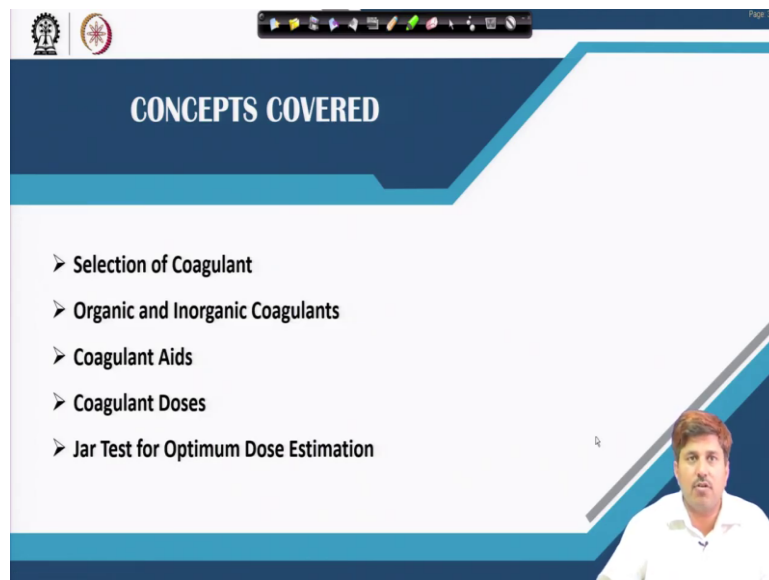 Page
CONCEPTS COVERED
➤ Selection of Coagulant
➤ Organic and Inorganic Coagulants
➤ Coagulant Aids
➤ Coagulant Doses
➤ Jar Test for Optimum Dose Estimation